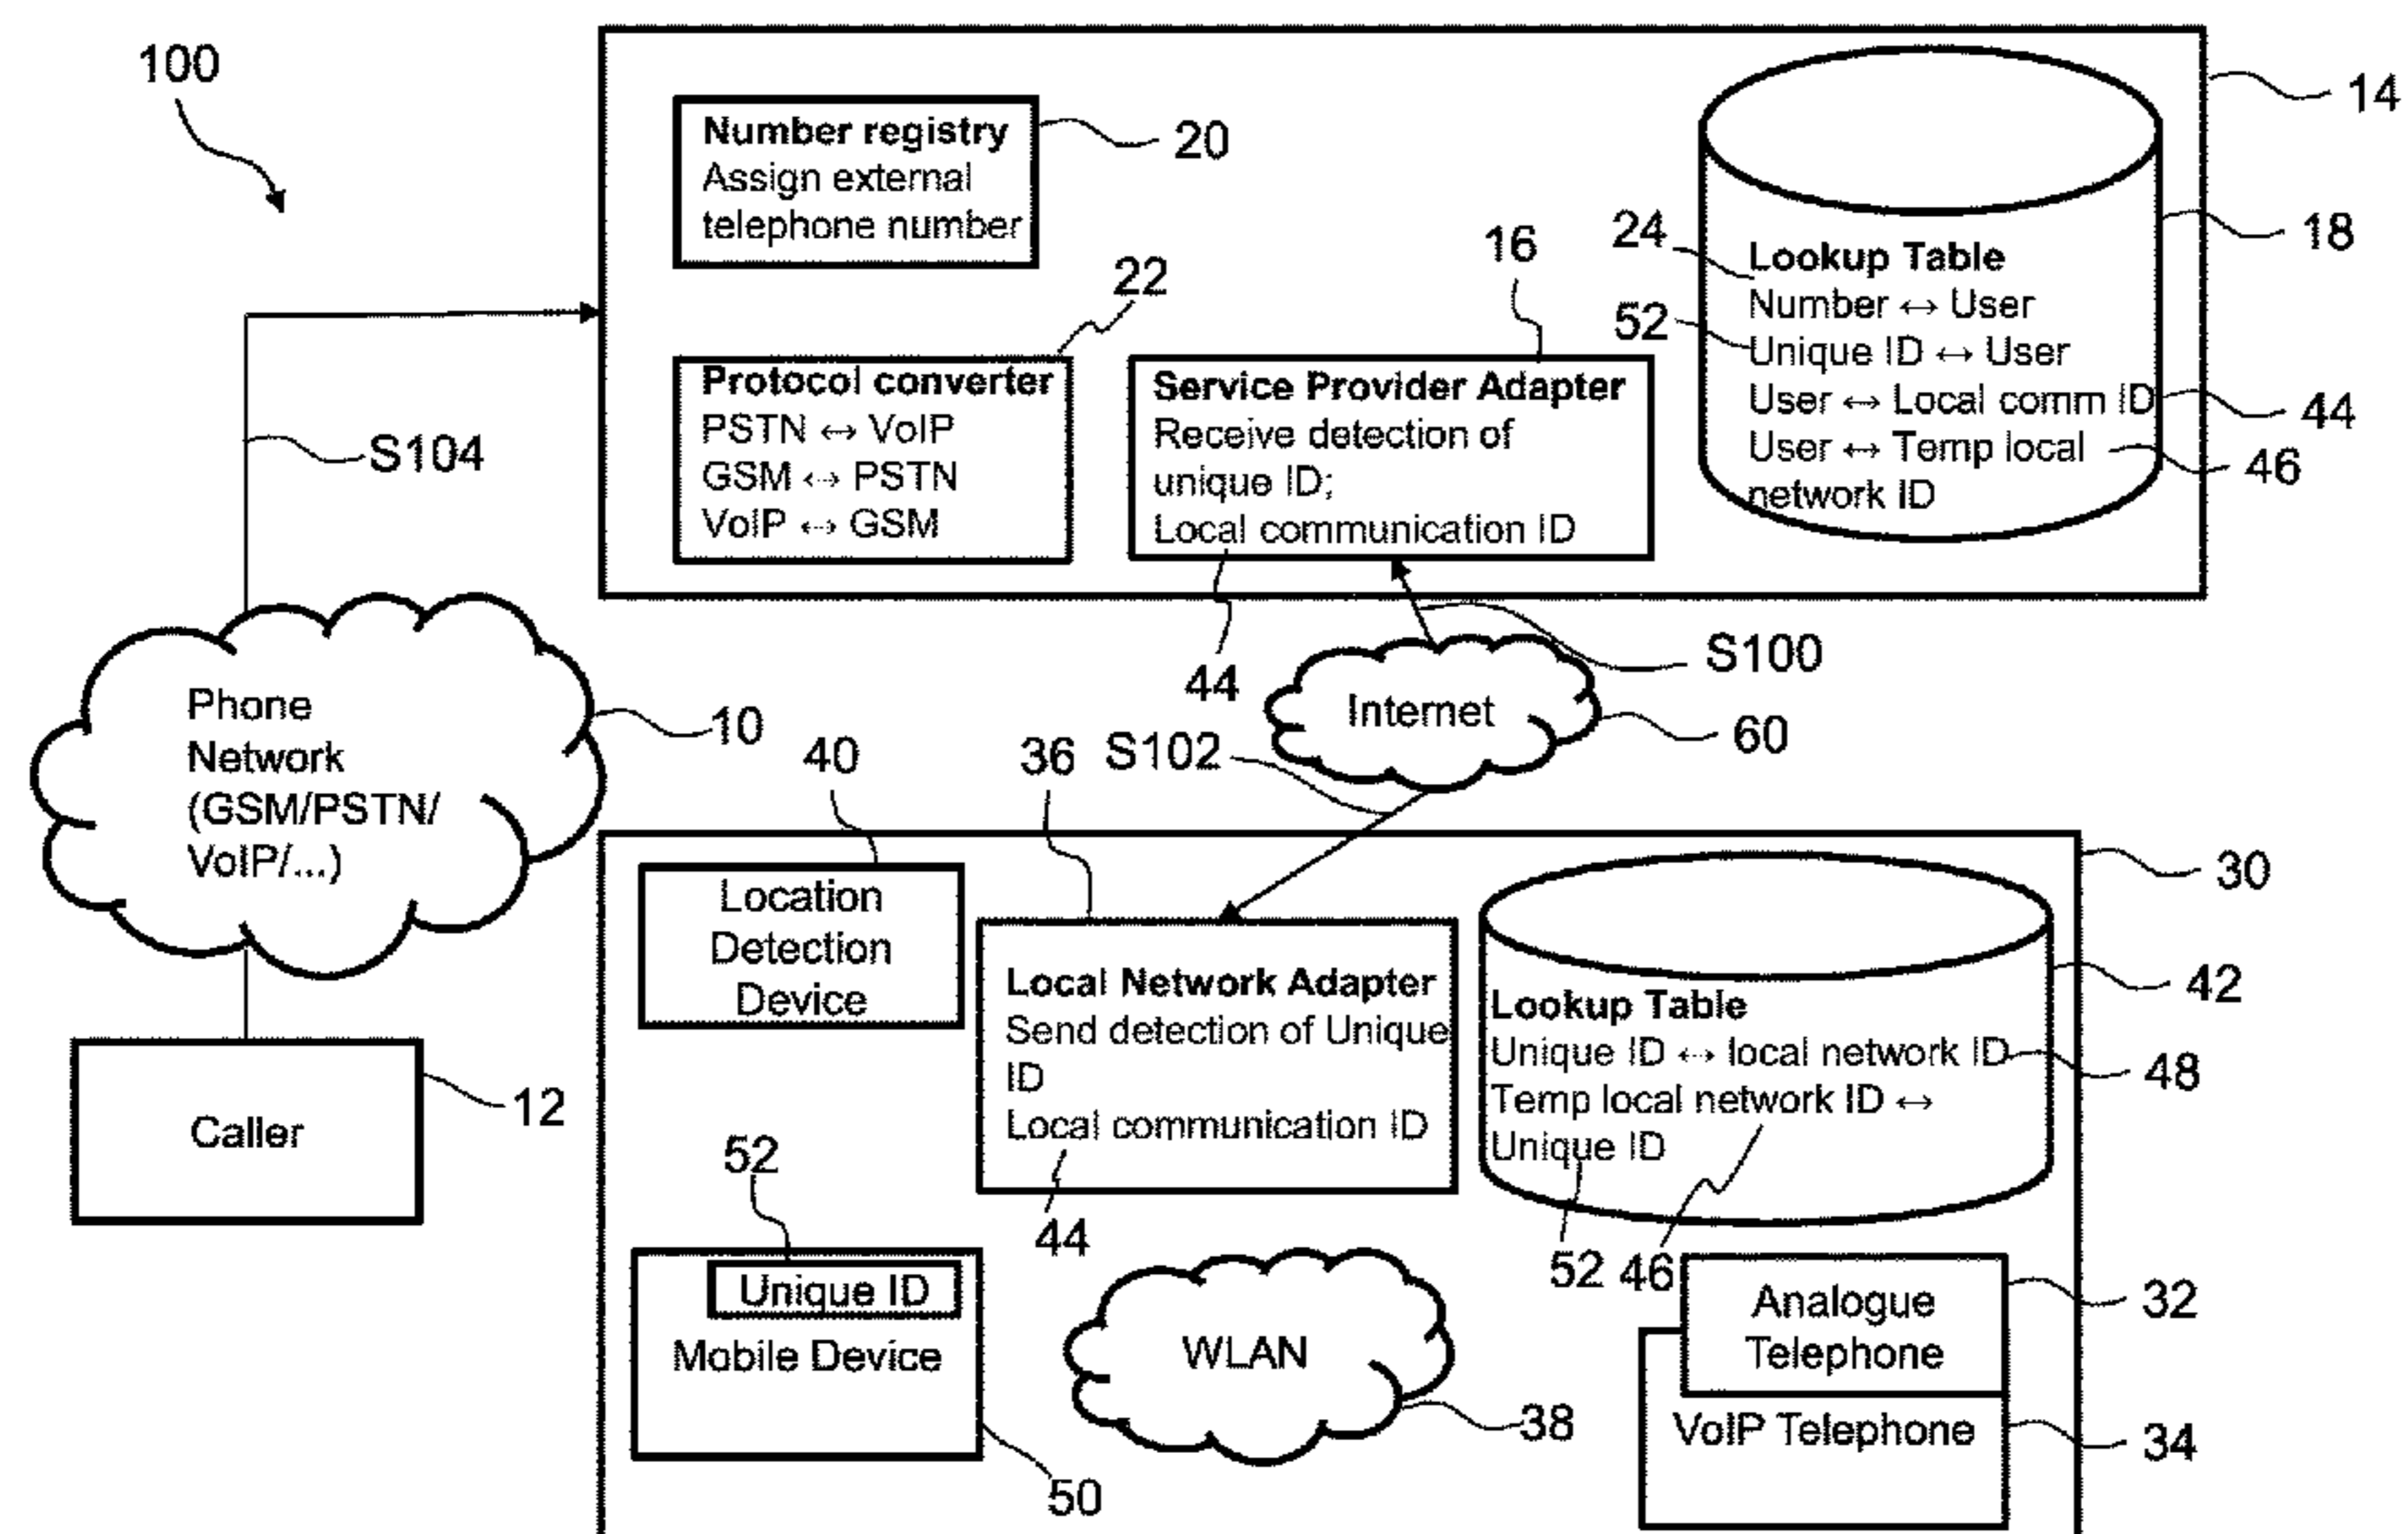 100
14
Number registry
Assign external
telephone number
20
22
Protocol converter
PSTN ↔ VoIP
GSM ↔ PSTN
VoIP ↔ GSM
16
Service Provider Adapter
Receive detection of
unique ID;
Local communication ID
44
24
52
Lookup Table
Number ↔ User
Unique ID ↔ User
User ↔ Local comm ID
User ↔ Temp local
network ID
18
44
46
S104
Phone
Network
(GSM/PSTN/
VoIP/...)
10
Caller
12
S100
Internet
60
S102
40
36
Location
Detection
Device
Local Network Adapter
Send detection of Unique
ID
Local communication ID
44
30
42
Lookup Table
Unique ID ↔ local network ID
Temp local network ID ↔
Unique ID
48
52
46
52
Unique ID
Mobile Device
50
WLAN
38
Analogue
Telephone
32
VoIP Telephone
34